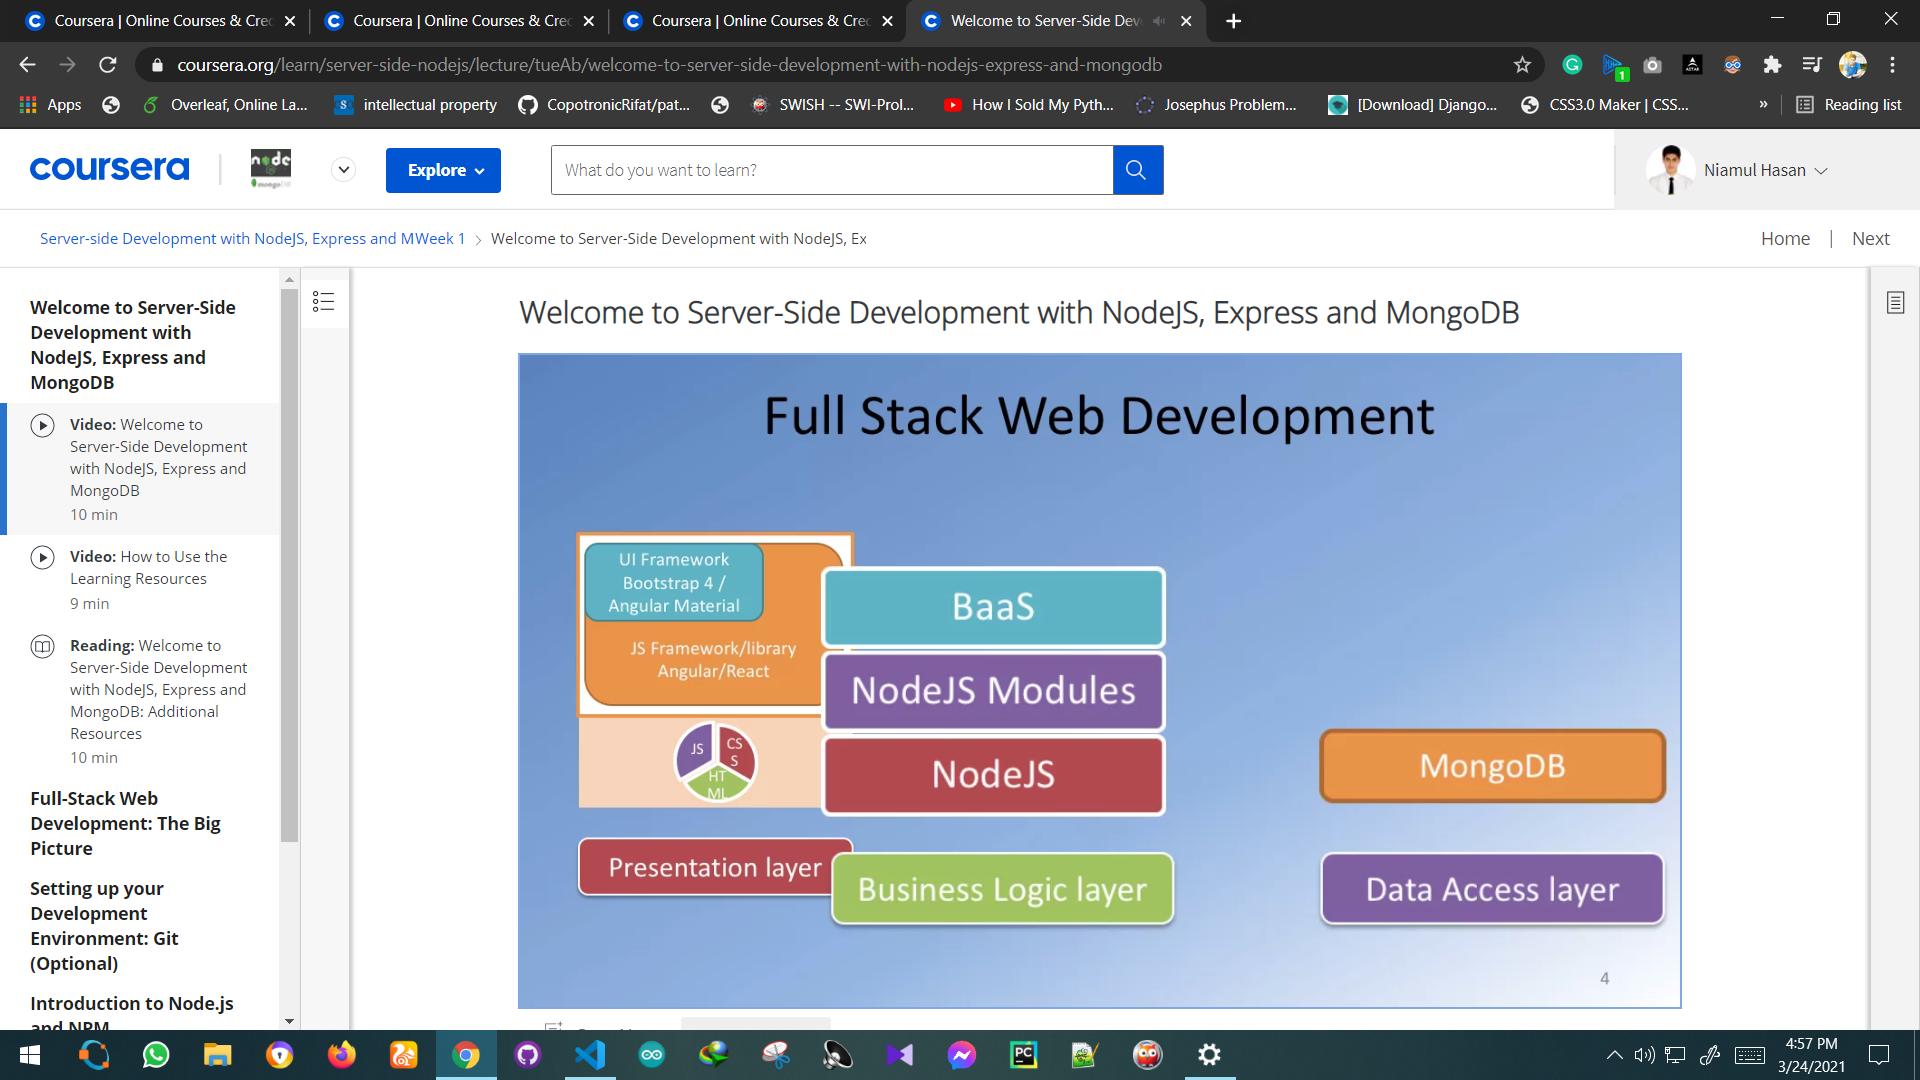 Coursera | Online Courses & Crec
Coursera | Online Courses & Crec
Coursera | Online Courses & Crec
Welcome to Server-Side Dev
coursera.org/learn/server-side-nodejs/lecture/tueAb/welcome-to-server-side-development-with-nodejs-express-and-mongodb
1
Apps
Overleaf, Online La...
intellectual property
CopotronicRifat/pat...
SWISH -- SWI-Prol...
How I Sold My Pyth...
Josephus Problem...
[Download] Django...
CSS3.0 Maker | CSS...
»
Reading list
coursera
node
mongoDB
Explore
What do you want to learn?
Niamul Hasan
Server-side Development with NodeJS, Express and MWeek 1
Welcome to Server-Side Development with NodeJS, Ex
Home | Next
Welcome to Server-Side
Development with
NodeJS, Express and
MongoDB
Video: Welcome to
Server-Side Development
with NodeJS, Express and
MongoDB
10 min
Video: How to Use the
Learning Resources
9 min
Reading: Welcome to
Server-Side Development
with NodeJS, Express and
MongoDB: Additional
Resources
10 min
Full-Stack Web
Development: The Big
Picture
Setting up your
Development
Environment: Git
(Optional)
Introduction to Node.js
and NPM
Welcome to Server-Side Development with NodeJS, Express and MongoDB
Full Stack Web Development
UI Framework
Bootstrap 4 /
Angular Material
JS Framework/library
Angular/React
JS
CS
S
HT
ML
Presentation layer
BaaS
NodeJS Modules
NodeJS
Business Logic layer
MongoDB
Data Access layer
4
PC
4:57 PM
3/24/2021